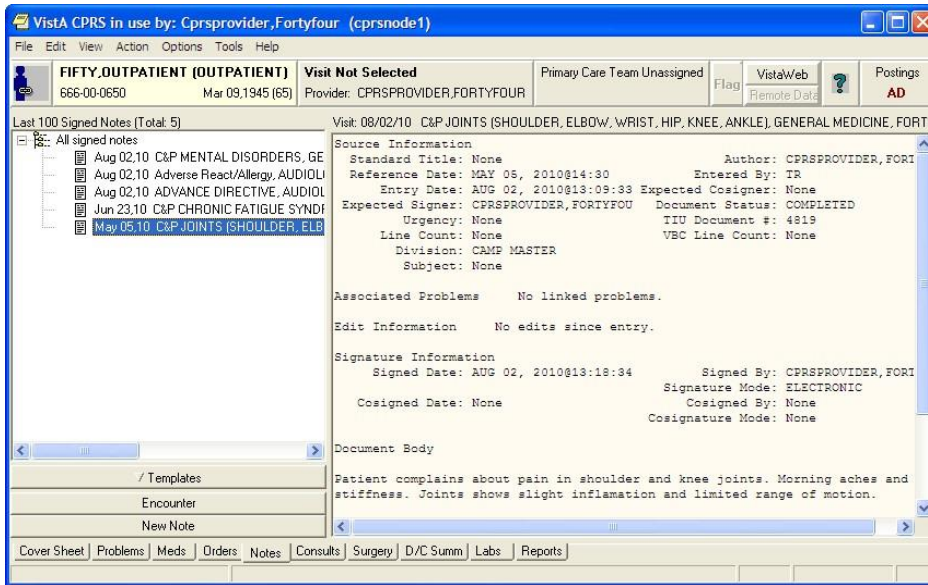 VistA CPRS in use by: Cprsprovider,Fortyfour (cprsnode1)
File Edit View Action Options Tools Help
FIFTY,OUTPATIENT (OUTPATIENT) Visit Not Selected Primary Care Team Unassigned Flag VistaWeb ? Postings
666-00-0650 Mar 09,1945 (65) Provider: CPRSPROVIDER,FORTYFOUR Remote Data AD
Last 100 Signed Notes (Total: 5) Visit: 08/02/10 C&P JOINTS (SHOULDER, ELBOW, WRIST, HIP, KNEE, ANKLE), GENERAL MEDICINE, FORT
All signed notes
Aug 02,10 C&P MENTAL DISORDERS, GE
Aug 02,10 Adverse React/Allergy, AUDIOL
Aug 02,10 ADVANCE DIRECTIVE, AUDIOL
Jun 23,10 C&P CHRONIC FATIGUE SYND
May 05,10 C&P JOINTS (SHOULDER, ELB
Source Information
Standard Title: None Author: CPRSPROVIDER,FORT
Reference Date: MAY 05, 2010@14:30 Entered By: TR
Entry Date: AUG 02, 2010@13:09:33 Expected Cosigner: None
Expected Signer: CPRSPROVIDER,FORTYFOU Document Status: COMPLETED
Urgency: None TIU Document #: 4819
Line Count: None VBC Line Count: None
Division: CAMP MASTER
Subject: None
Associated Problems No linked problems.
Edit Information No edits since entry.
Signature Information
Signed Date: AUG 02, 2010@13:18:34 Signed By: CPRSPROVIDER,FORT
Signature Mode: ELECTRONIC
Cosigned Date: None Cosigned By: None
Cosignature Mode: None
Document Body
Patient complains about pain in shoulder and knee joints. Morning aches and
stiffness. Joints shows slight inflamation and limited range of motion.
/ Templates
Encounter
New Note
Cover Sheet Problems Meds Orders Notes Consults Surgery D/C Summ Labs Reports